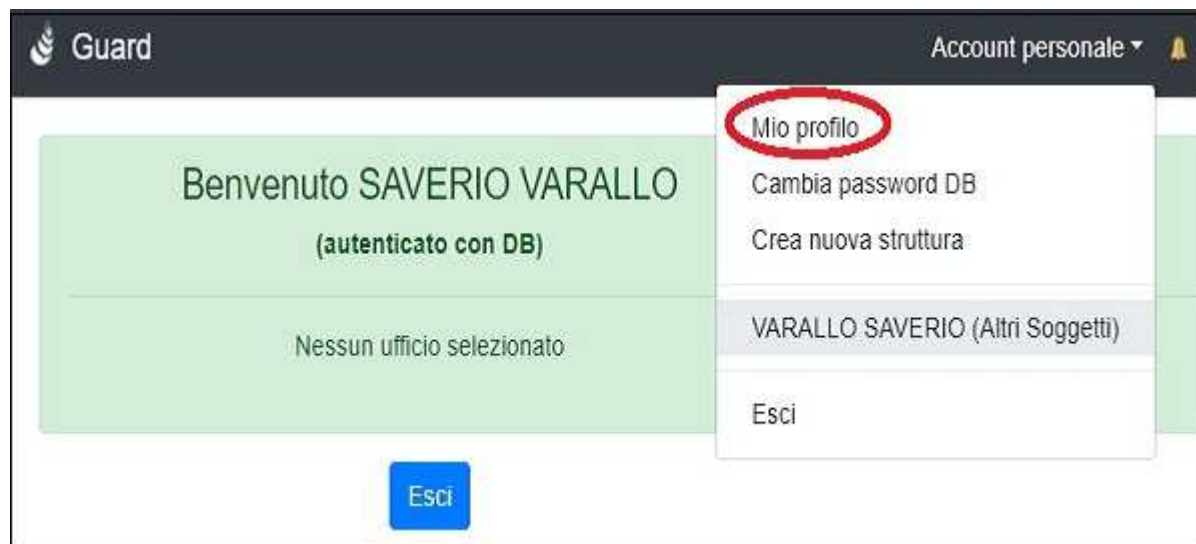 Guard
Account personale
Mio profilo
Cambia password DB
Crea nuova struttura
VARALLO SAVERIO (Altri Soggetti)
Esci
Benvenuto SAVERIO VARALLO
(autenticato con DB)
Nessun ufficio selezionato
Esci